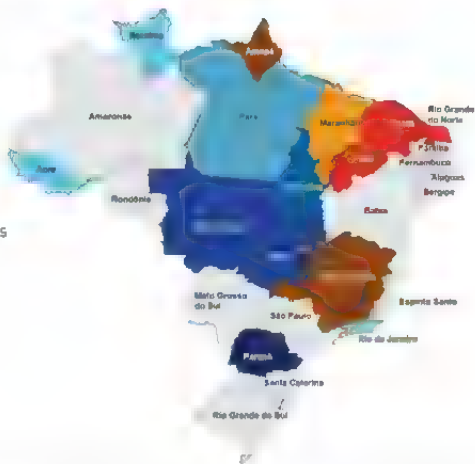 Roraima
Amapá
Amazonas
Pará
Maranhão
Rio Grande
do Norte
Paraíba
Pernambuco
Alagoas
Sergipe
Acre
Rondônia
Bahia
S
Mato Grosso
do Sul
São Paulo
Espírito Santo
Rio de Janeiro
Paraná
Santa Catarina
Rio Grande do Sul